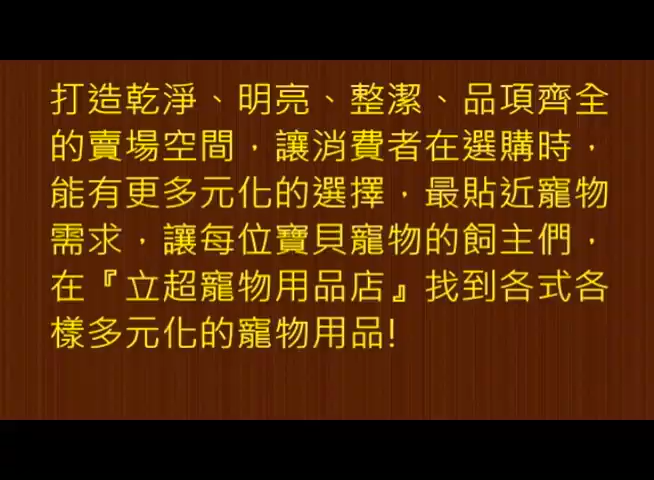 打造乾淨、明亮、整潔、品項齊全
的賣場空間，讓消費者在選購時，
能有更多元化的選擇，最貼近寵物
需求，讓每位寶貝寵物的飼主們，
在『立超寵物用品店』找到各式各
樣多元化的寵物用品!